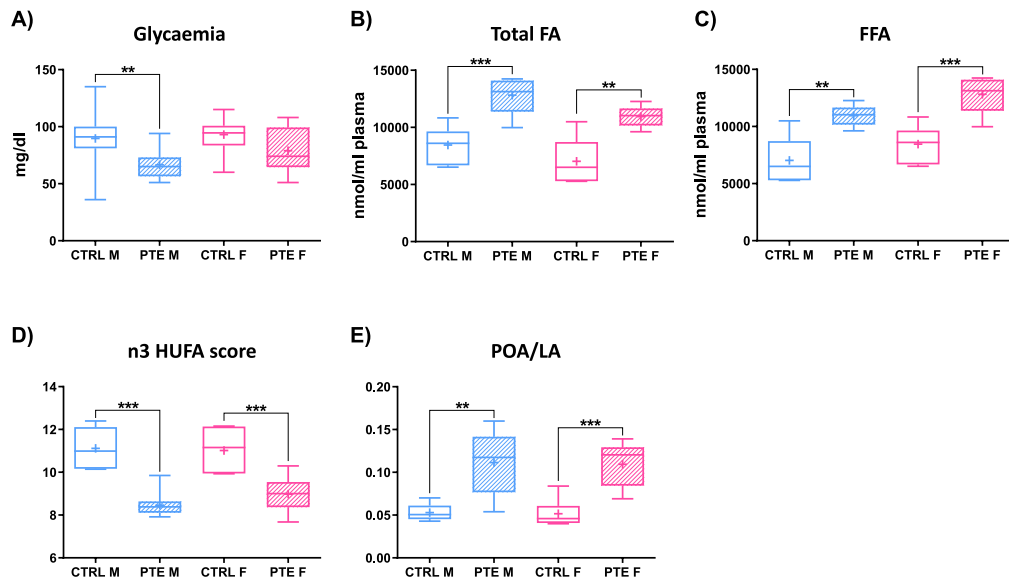 A)
Glycaemia
mg/dl
150
100
50
0
**
CTRL M PTE M CTRL F PTE F
B)
Total FA
nmol/ml plasma
15000
10000
5000
0
***
**
CTRL M PTE M CTRL F PTE F
C)
FFA
nmol/ml plasma
15000
10000
5000
0
**
***
CTRL M PTE M CTRL F PTE F
D)
n3 HUFA score
14
12
10
8
6
***
***
CTRL M PTE M CTRL F PTE F
E)
POA/LA
0.20
0.15
0.10
0.05
0.00
**
***
CTRL M PTE M CTRL F PTE F